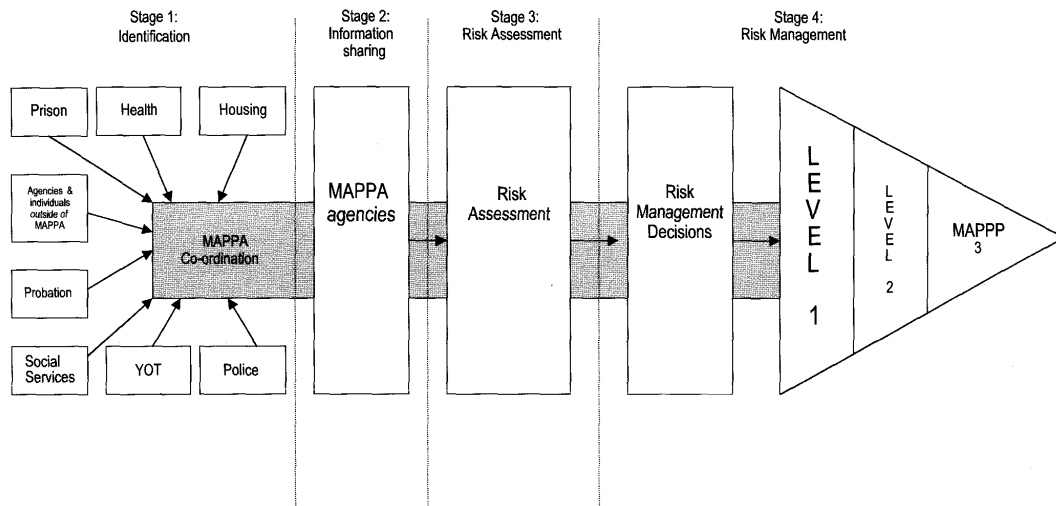 Stage 1:
Identification
Stage 2:
Information
sharing
Stage 3:
Risk Assessment
Stage 4:
Risk Management
Prison
Health
Housing
Agencies &
individuals
outside of
MAPPA
Probation
Social
Services
YOT
Police
MAPPA
Co-ordination
MAPPA
agencies
Risk
Assessment
Risk
Management
Decisions
LEVEL 1
LEVEL 2
MAPPP
3